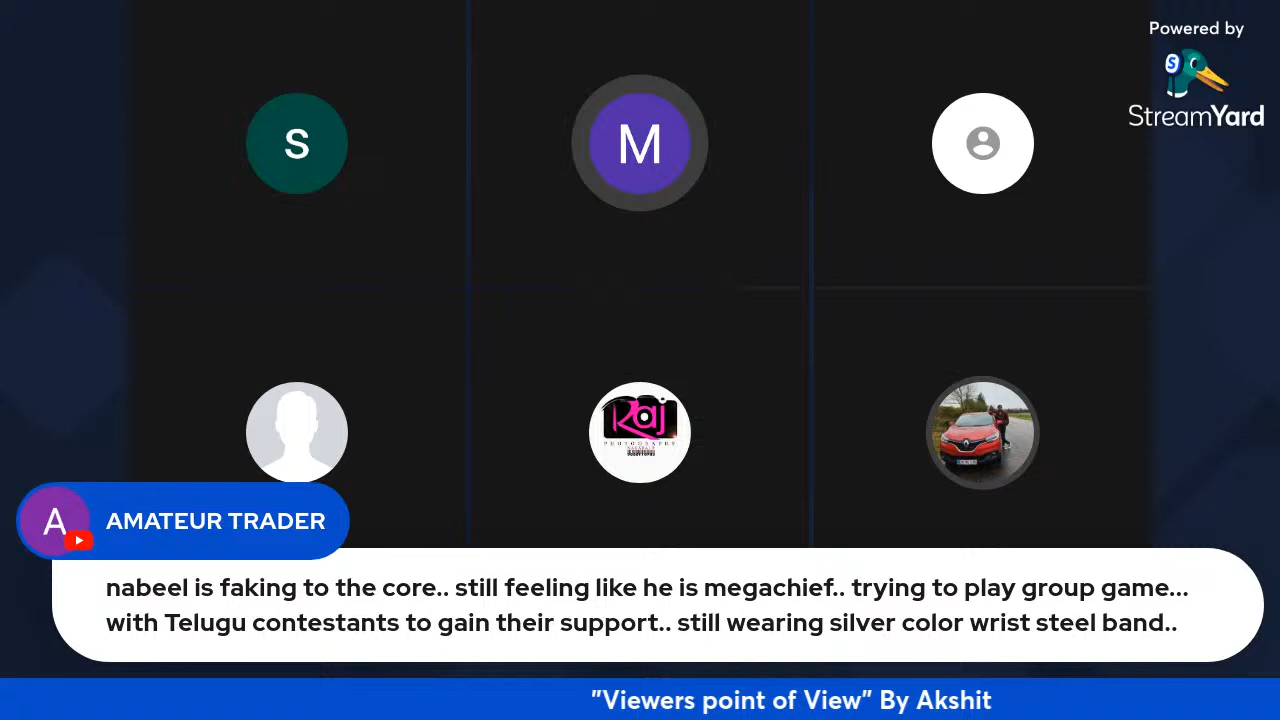 Powered by
S
StreamYard
S
M
Raj
PHOTOGRAPHY
A
AMATEUR TRADER
nabeel is faking to the core.. still feeling like he is megachief.. trying to play group game...
with Telugu contestants to gain their support.. still wearing silver color wrist steel band..
"Viewers point of View" By Akshit